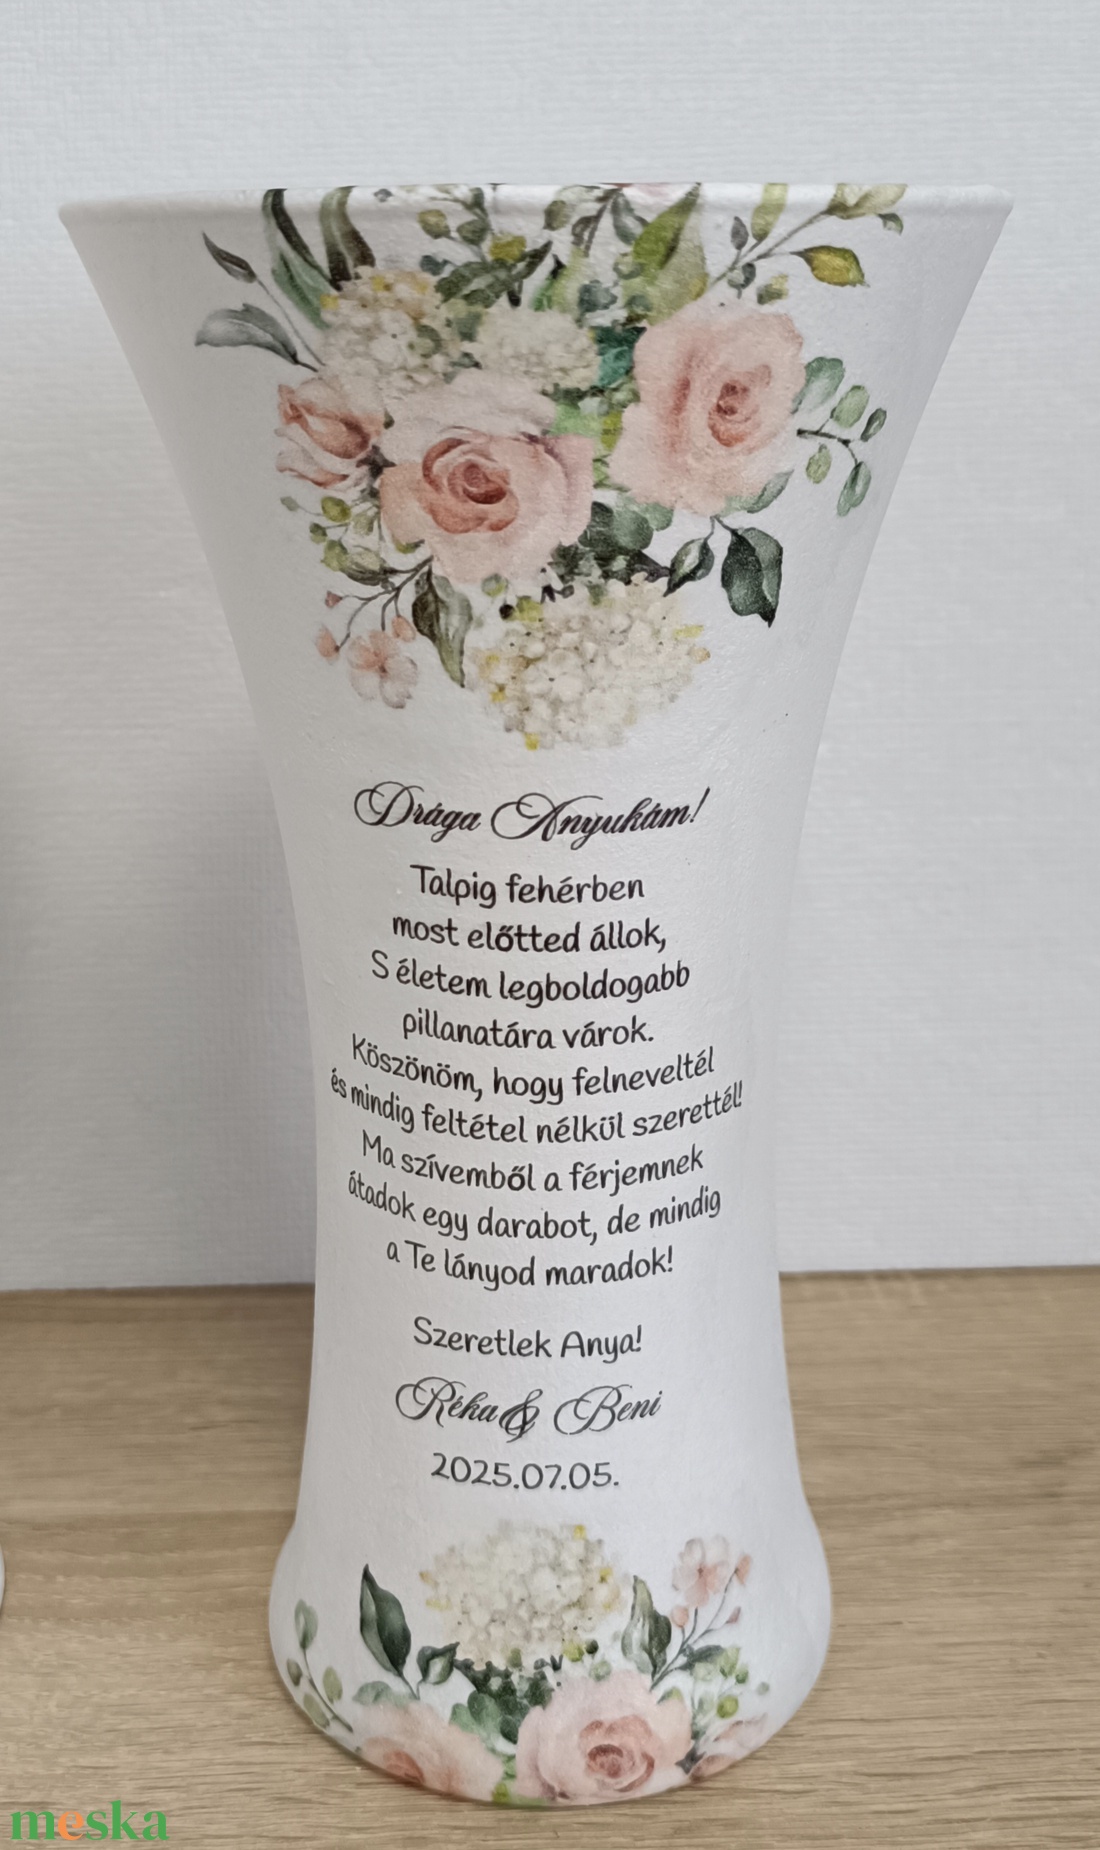 Drága Anyukám!
Talpig fehérben
most előtted állok,
S életem legboldogabb
pillanatára várok.
Köszönöm, hogy felneveltél
és mindig feltétel nélkül szerettél!
Ma szívemből a férjemnek
átadok egy darabot, de mindig
a Te lányod maradok!
Szeretlek Anya!
Réka & Beni
2025.07.05.
meska